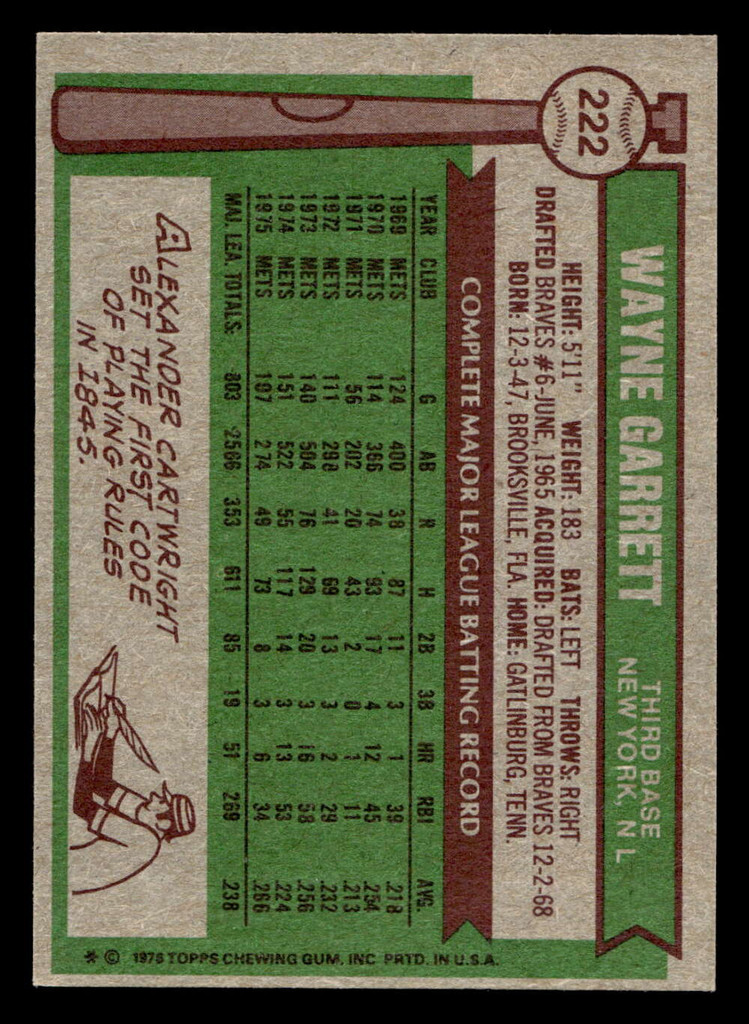 222
WAYNE GARRETT
THIRD BASE
NEW YORK, N L
HEIGHT: 5'11" WEIGHT: 183 BATS: LEFT THROWS: RIGHT
DRAFTED BRAVES #6-JUNE, 1965 ACQUIRED: DRAFTED FROM BRAVES 12-2-68
BORN: 12-3-47, BROOKSVILLE, FLA. HOME: GATLINBURG, TENN.
COMPLETE MAJOR LEAGUE BATTING RECORD
YEAR CLUB G AB R H 2B 3B HR RBI AVG.
1969 METS 124 400 38 87 11 3 1 39 .218
1970 METS 114 366 74 93 17 4 12 45 .254
1971 METS 56 202 20 43 2 0 1 11 .213
1972 METS 111 298 41 69 13 3 2 29 .232
1973 METS 140 504 76 129 20 3 16 58 .256
1974 METS 151 522 55 117 14 3 13 53 .224
1975 METS 107 274 49 73 8 3 6 34 .266
MAJ. LEA. TOTALS. 803 2566 353 611 85 19 51 269 .238
ALEXANDER CARTWRIGHT
SET THE FIRST CODE
OF PLAYING RULES
IN 1845.
* © 1976 TOPPS CHEWING GUM, INC PRTD. IN U.S.A.